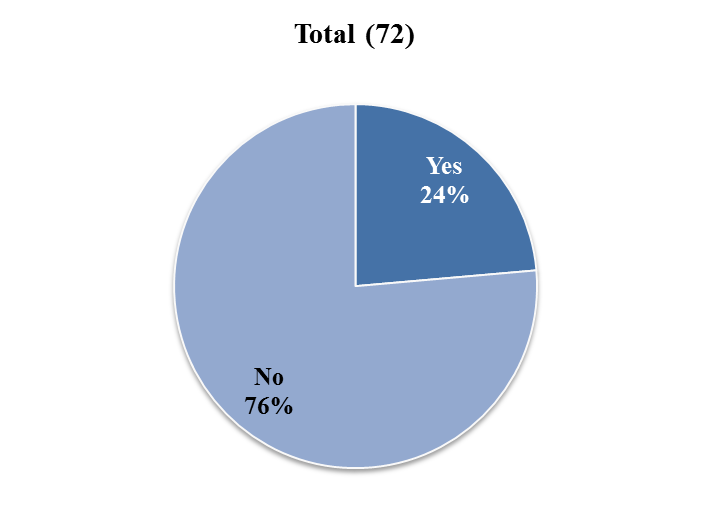 Total (72)
Yes
24%
No
76%